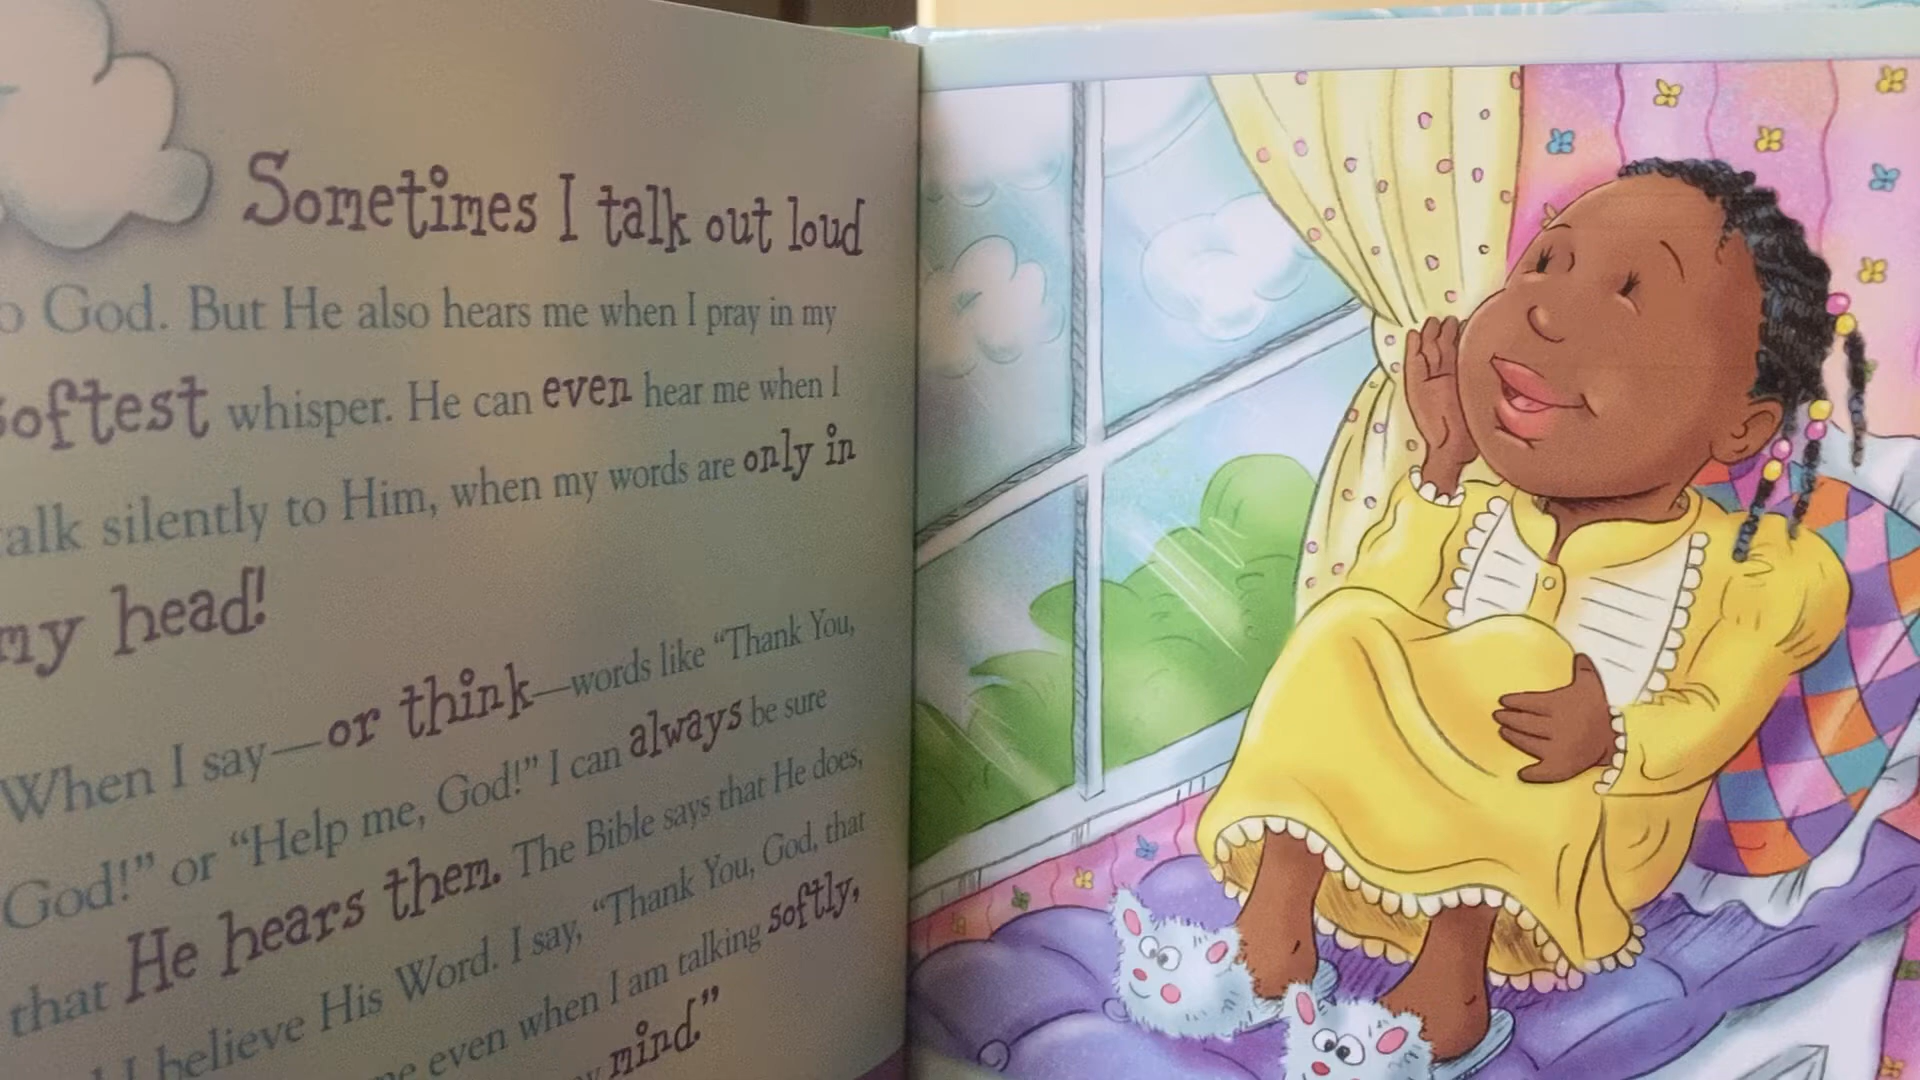 Sometimes I talk out loud
God. But He also hears me when I pray in my
softest whisper. He can even hear me when I
talk silently to Him, when my words are only in
my head!
When I say—or think—words like “Thank You,
God!” or “Help me, God!” I can always be sure
that He hears them. The Bible says that He does,
I believe His Word. I say, “Thank You, God, that
even when I am talking softly,
mind.”